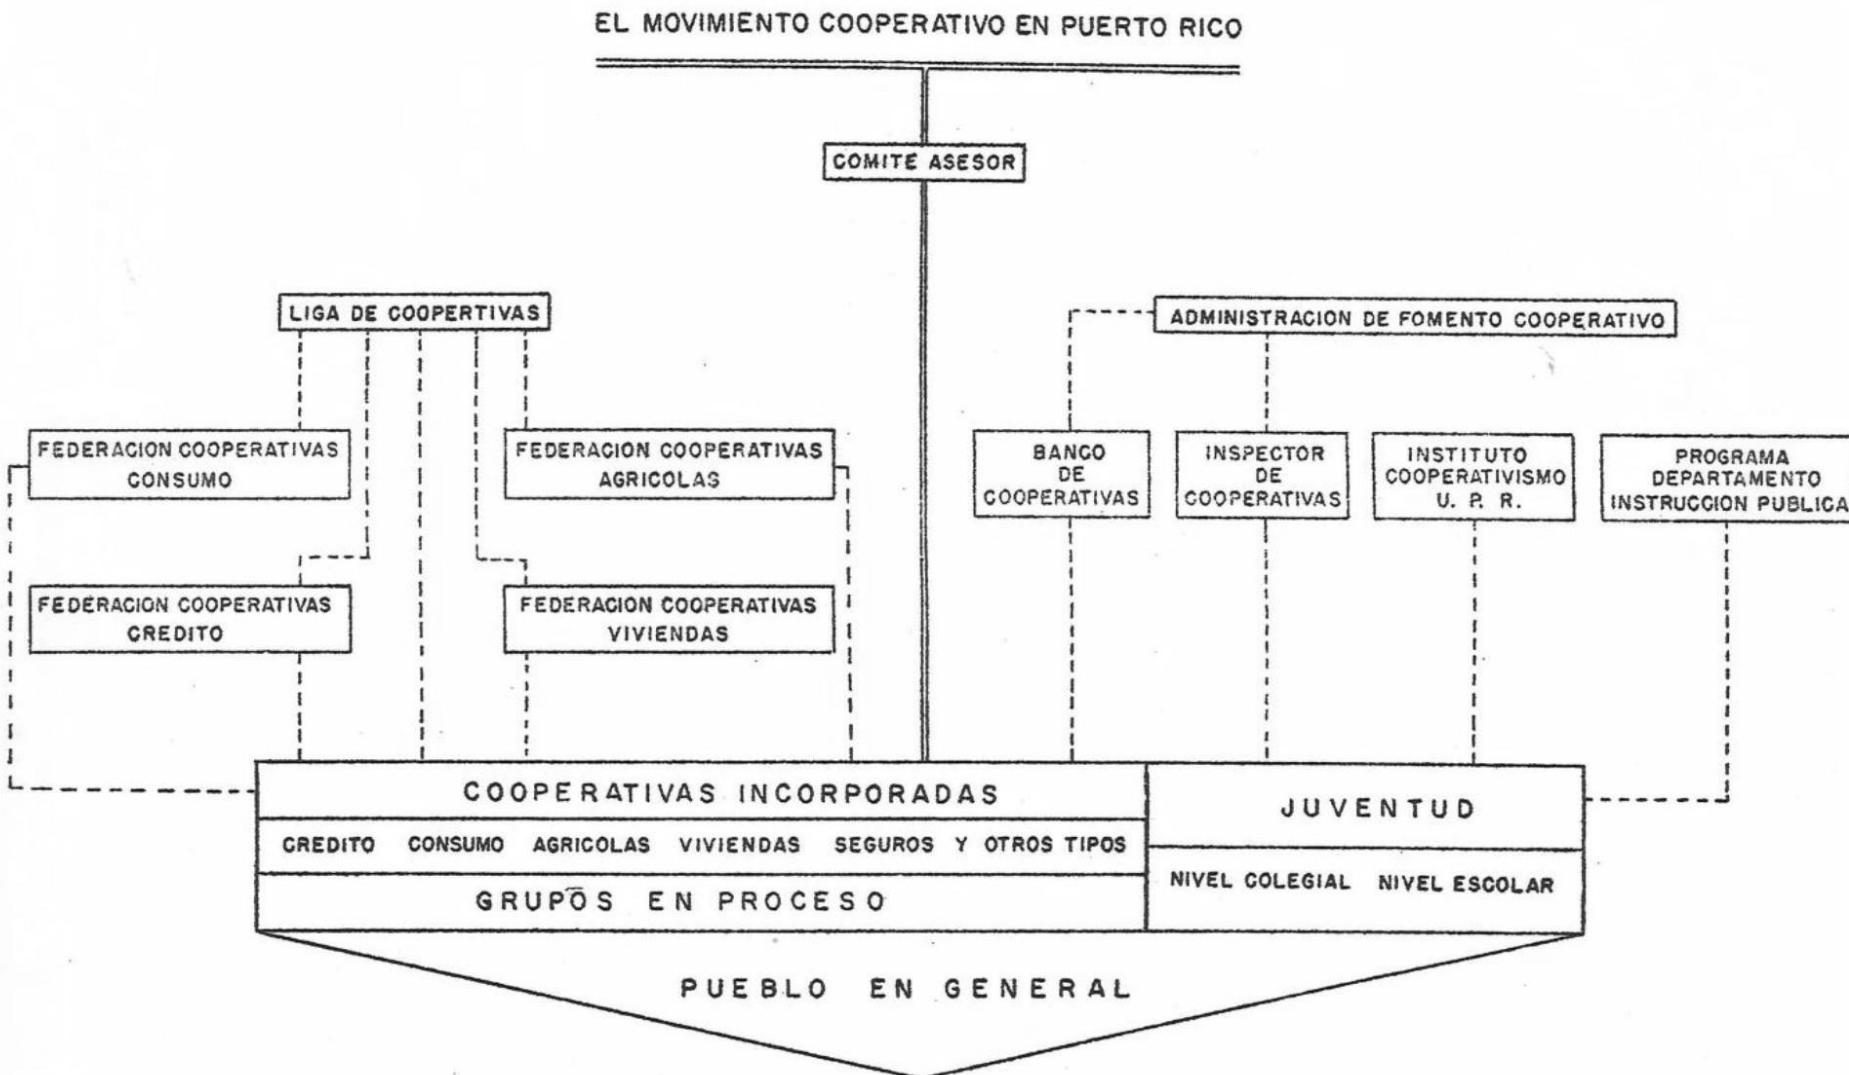 EL MOVIMIENTO COOPERATIVO EN PUERTO RICO
COMITE ASESOR
LIGA DE COOPERTIVAS
ADMINISTRACION DE FOMENTO COOPERATIVO
FEDERACION COOPERATIVAS
CONSUMO
FEDERACION COOPERATIVAS
AGRICOLAS
BANCO
DE
COOPERATIVAS
INSPECTOR
DE
COOPERATIVAS
INSTITUTO
COOPERATIVISMO
U. P. R.
PROGRAMA
DEPARTAMENTO
INSTRUCCION PUBLICA
FEDERACION COOPERATIVAS
CREDITO
FEDERACION COOPERATIVAS
VIVIENDAS
COOPERATIVAS INCORPORADAS
CREDITO CONSUMO AGRICOLAS VIVIENDAS SEGUROS Y OTROS TIPOS
GRUPOS EN PROCESO
JUVENTUD
NIVEL COLEGIAL NIVEL ESCOLAR
PUEBLO EN GENERAL